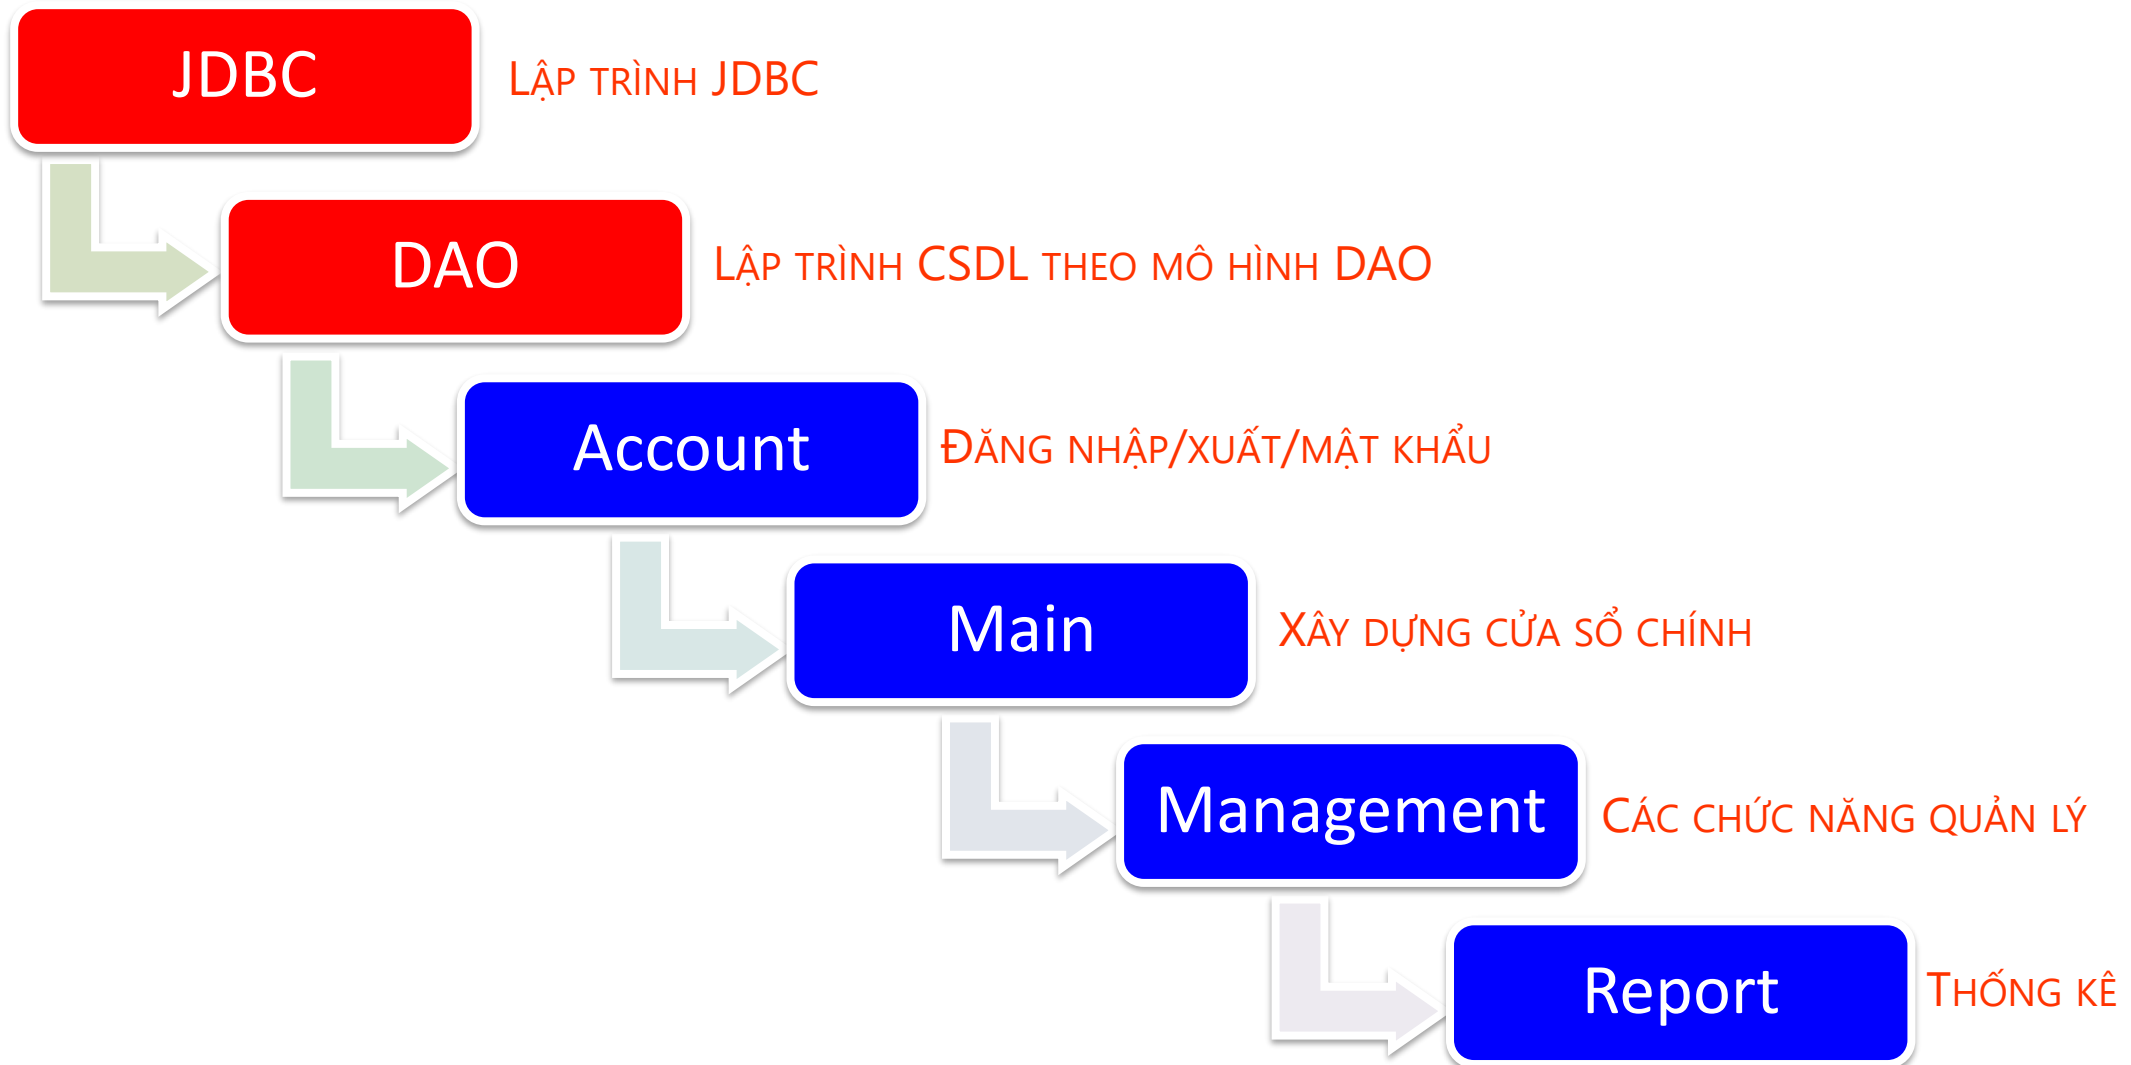 JDBC
Lập trình JDBC
DAO
Lập trình CSDL theo mô hình DAO
Account
Đăng nhập/xuất/mật khẩu
Main
Xây dựng cửa sổ chính
Management
Các chức năng quản lý
Report
Thống kê